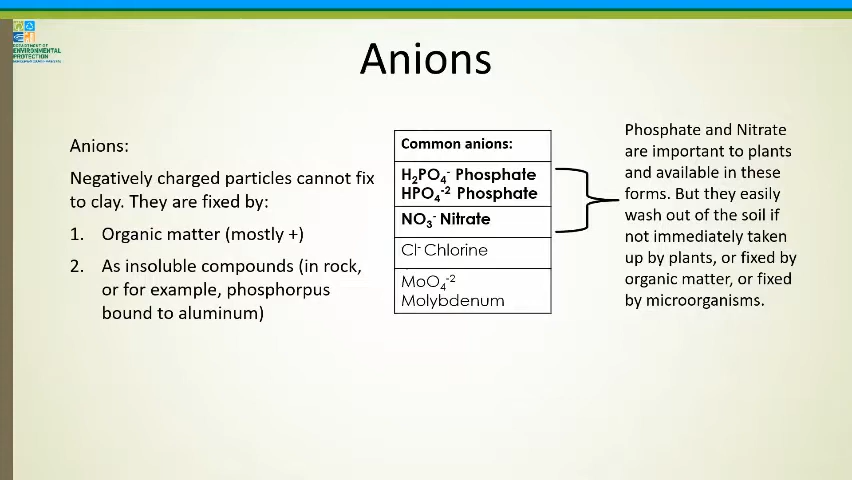 DEPARTMENT OF
ENVIRONMENTAL
PROTECTION
Anions
Anions:
Negatively charged particles cannot fix
to clay. They are fixed by:
1. Organic matter (mostly +)
2. As insoluble compounds (in rock,
or for example, phosphorpus
bound to aluminum)
Common anions:
H₂PO₄⁻ Phosphate
HPO₄⁻² Phosphate
NO₃⁻ Nitrate
Cl⁻ Chlorine
MoO₄⁻²
Molybdenum
Phosphate and Nitrate
are important to plants
and available in these
forms. But they easily
wash out of the soil if
not immediately taken
up by plants, or fixed by
organic matter, or fixed
by microorganisms.